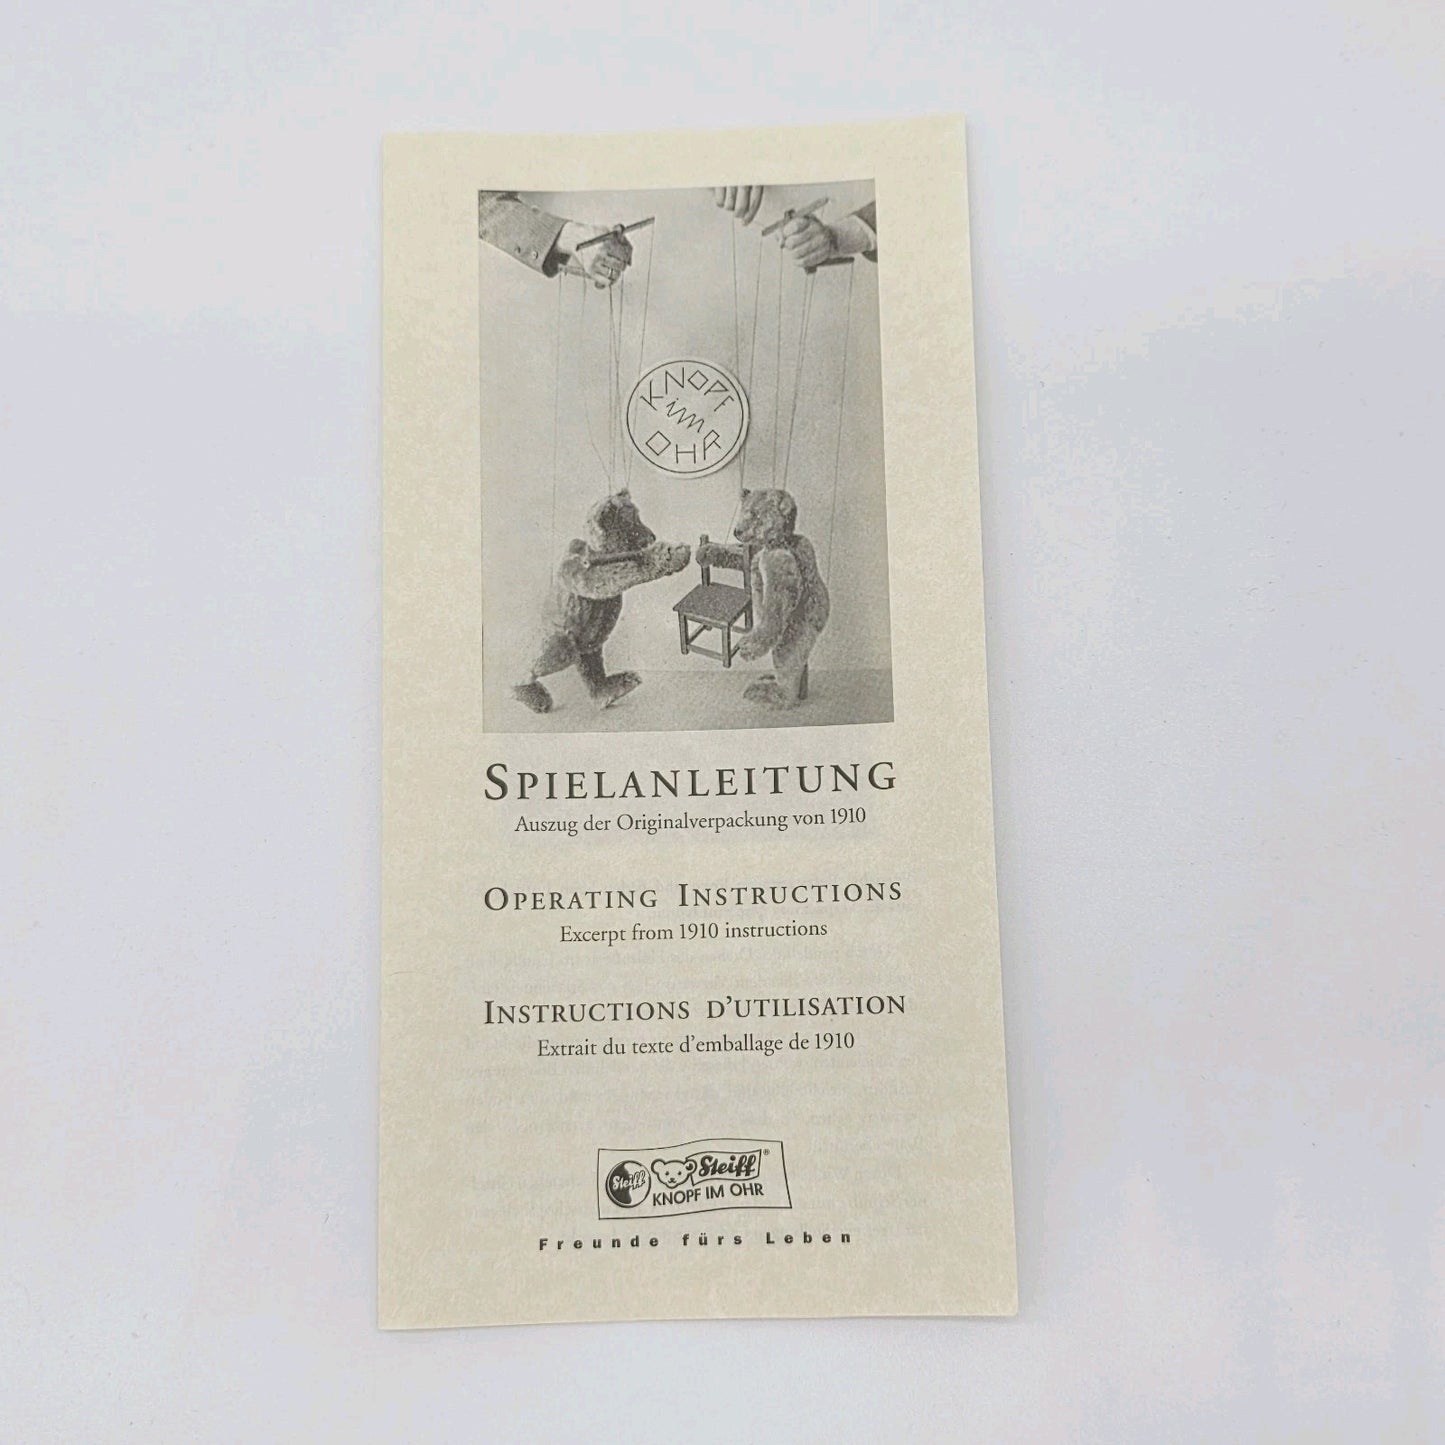 KNOPF
im
OHR
SPIELANLEITUNG
Auszug der Originalverpackung von 1910
OPERATING INSTRUCTIONS
Excerpt from 1910 instructions
INSTRUCTIONS D'UTILISATION
Extrait du texte d'emballage de 1910
Steiff Steiff®
KNOPF IM OHR
Freunde fürs Leben